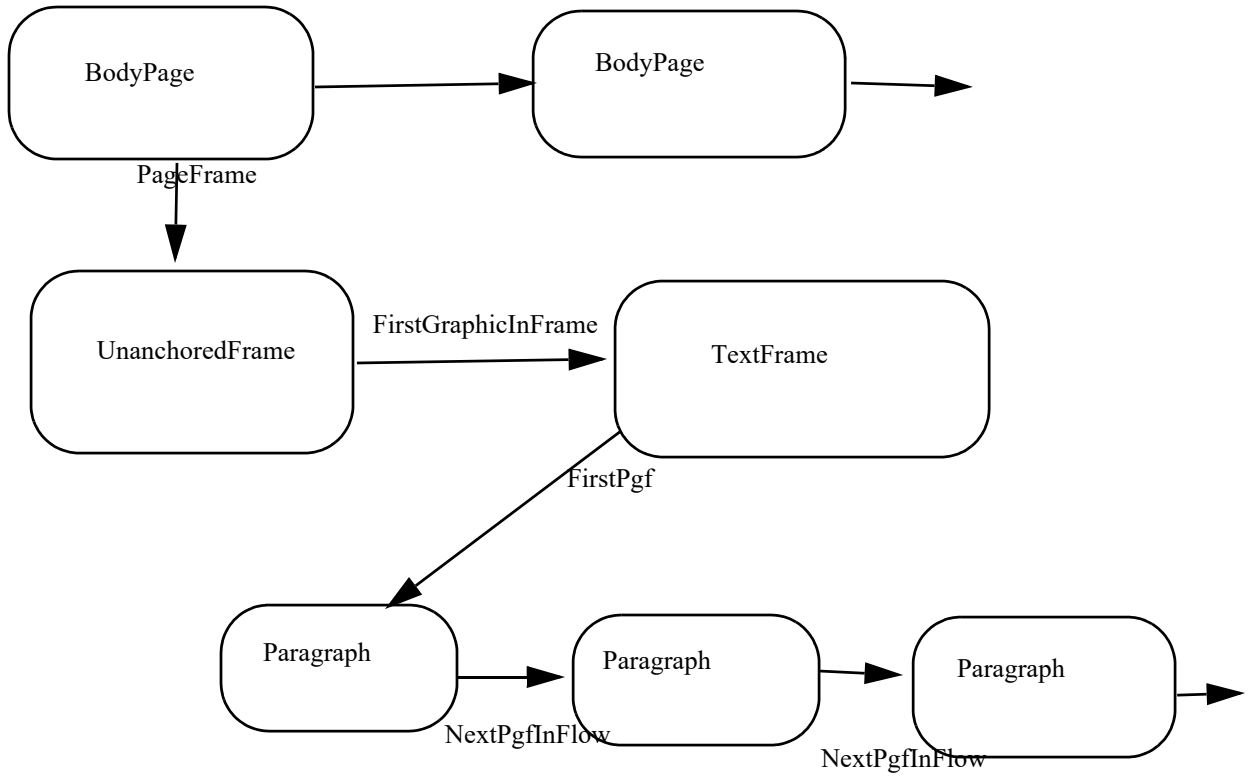 BodyPage
BodyPage
PageFrame
FirstGraphicInFrame
UnanchoredFrame
TextFrame
FirstPgf
Paragraph
Paragraph
Paragraph
NextPgfInFlow
NextPgfInFlow